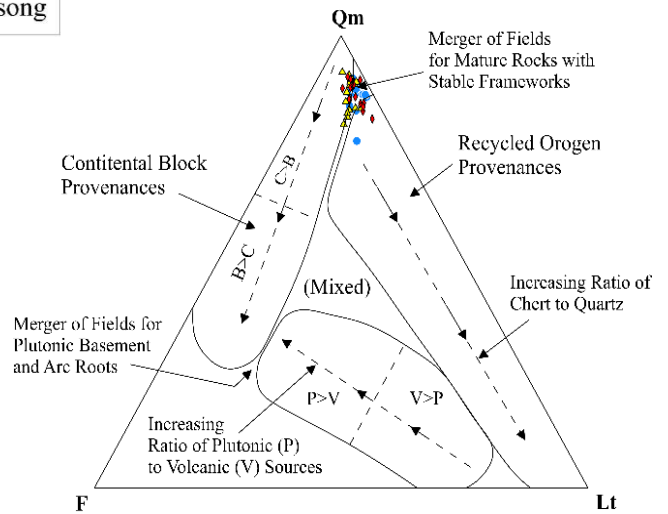 song
Qm
Merger of Fields
for Mature Rocks with
Stable Frameworks
Recycled Orogen
Provenances
Contitental Block
Provenances
C>B
B>C
(Mixed)
Increasing Ratio of
Chert to Quartz
Merger of Fields for
Plutonic Basement
and Arc Roots
P>V
V>P
Increasing
Ratio of Plutonic (P)
to Volcanic (V) Sources
F
Lt